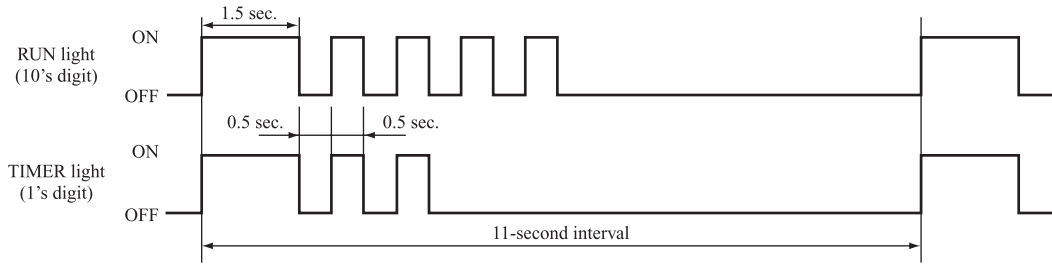 1.5 sec.
ON
RUN light
(10's digit)
OFF
0.5 sec.
0.5 sec.
ON
TIMER light
(1's digit)
OFF
11-second interval